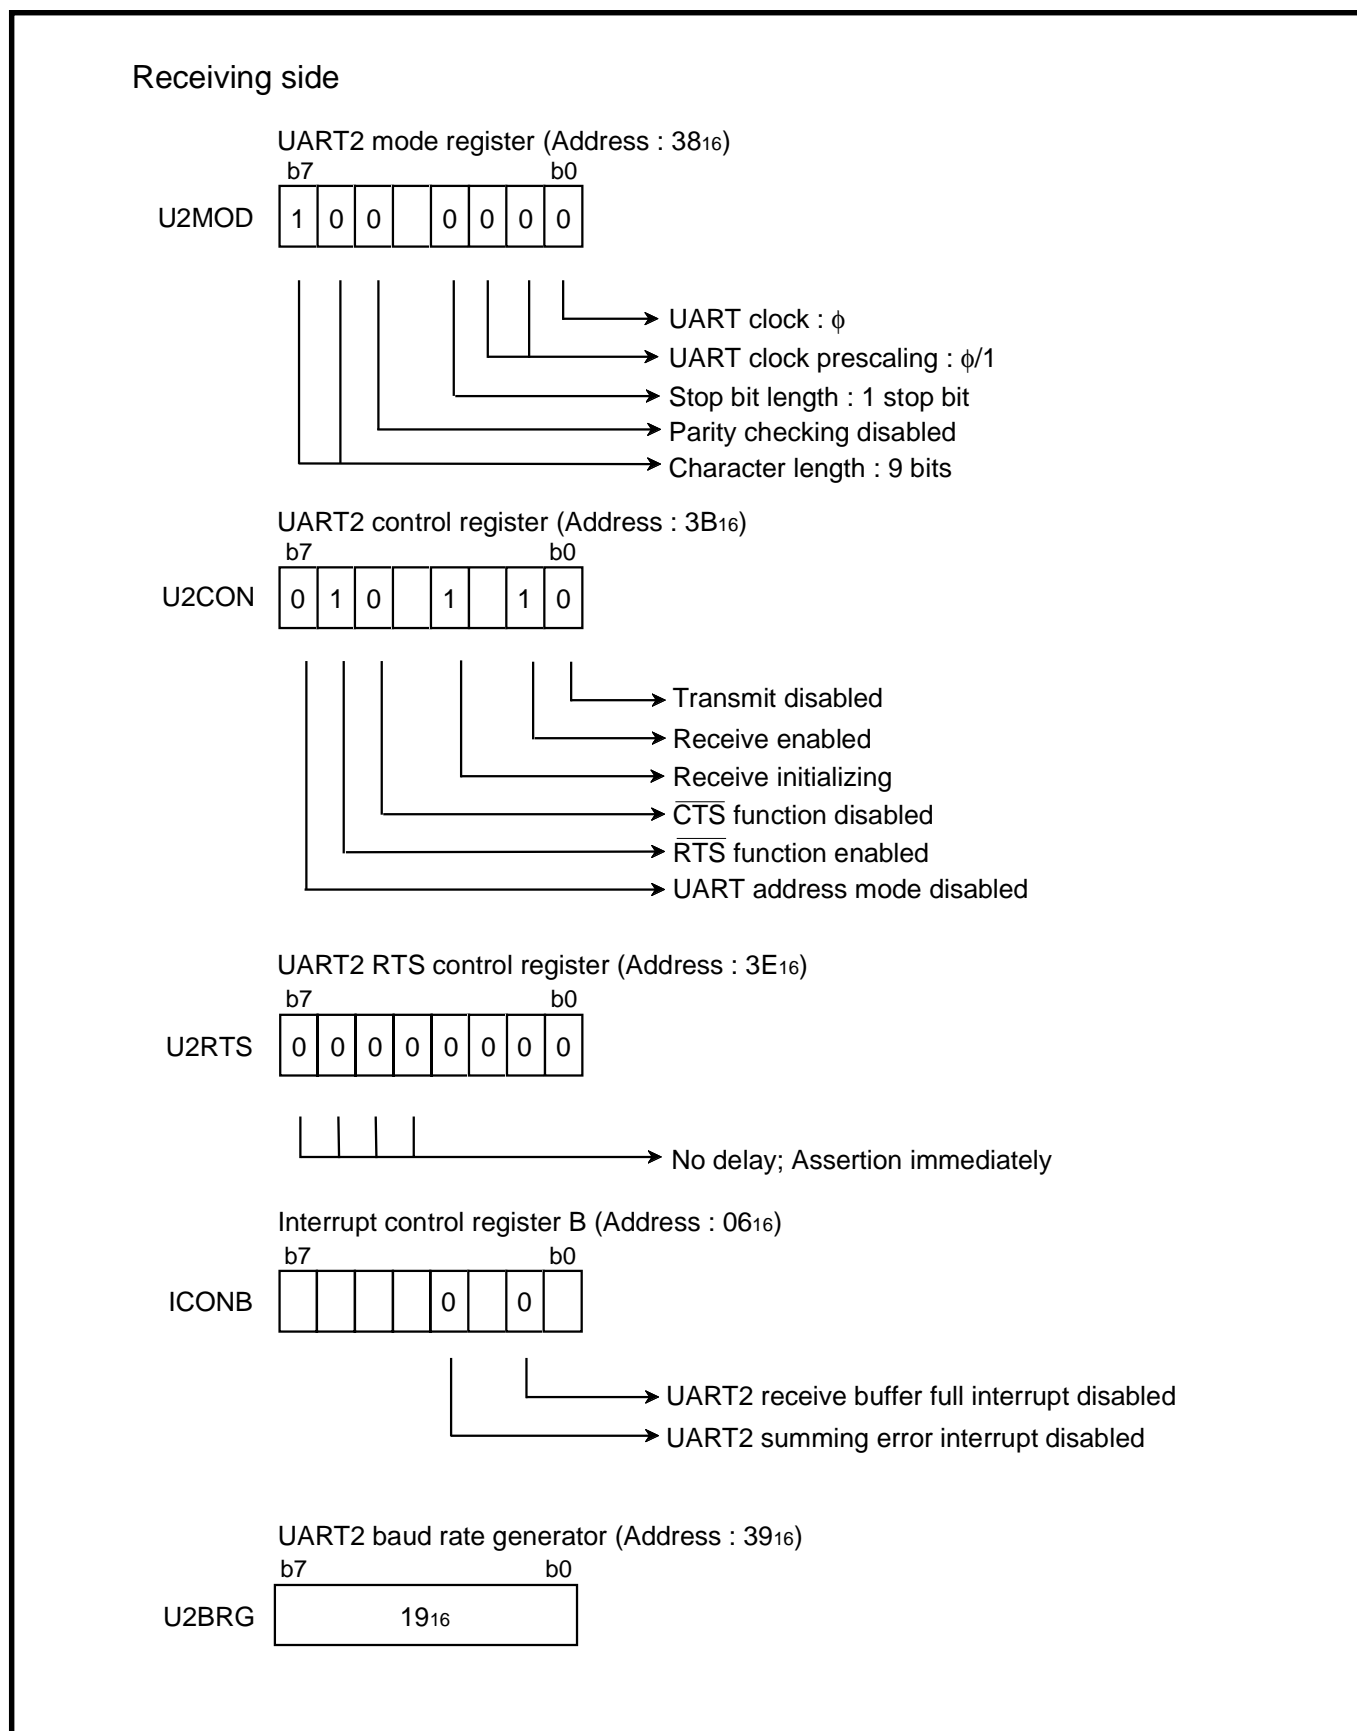 Receiving side
UART2 mode register (Address : 3816)
b7 b0
U2MOD 1 0 0 0 0 0 0
UART clock : ϕ
UART clock prescaling : ϕ/1
Stop bit length : 1 stop bit
Parity checking disabled
Character length : 9 bits
UART2 control register (Address : 3B16)
b7 b0
U2CON 0 1 0 1 1 0
Transmit disabled
Receive enabled
Receive initializing
C̅T̅S̅ function disabled
R̅T̅S̅ function enabled
UART address mode disabled
UART2 RTS control register (Address : 3E16)
b7 b0
U2RTS 0 0 0 0 0 0 0 0
No delay; Assertion immediately
Interrupt control register B (Address : 0616)
b7 b0
ICONB 0 0
UART2 receive buffer full interrupt disabled
UART2 summing error interrupt disabled
UART2 baud rate generator (Address : 3916)
b7 b0
U2BRG 1916